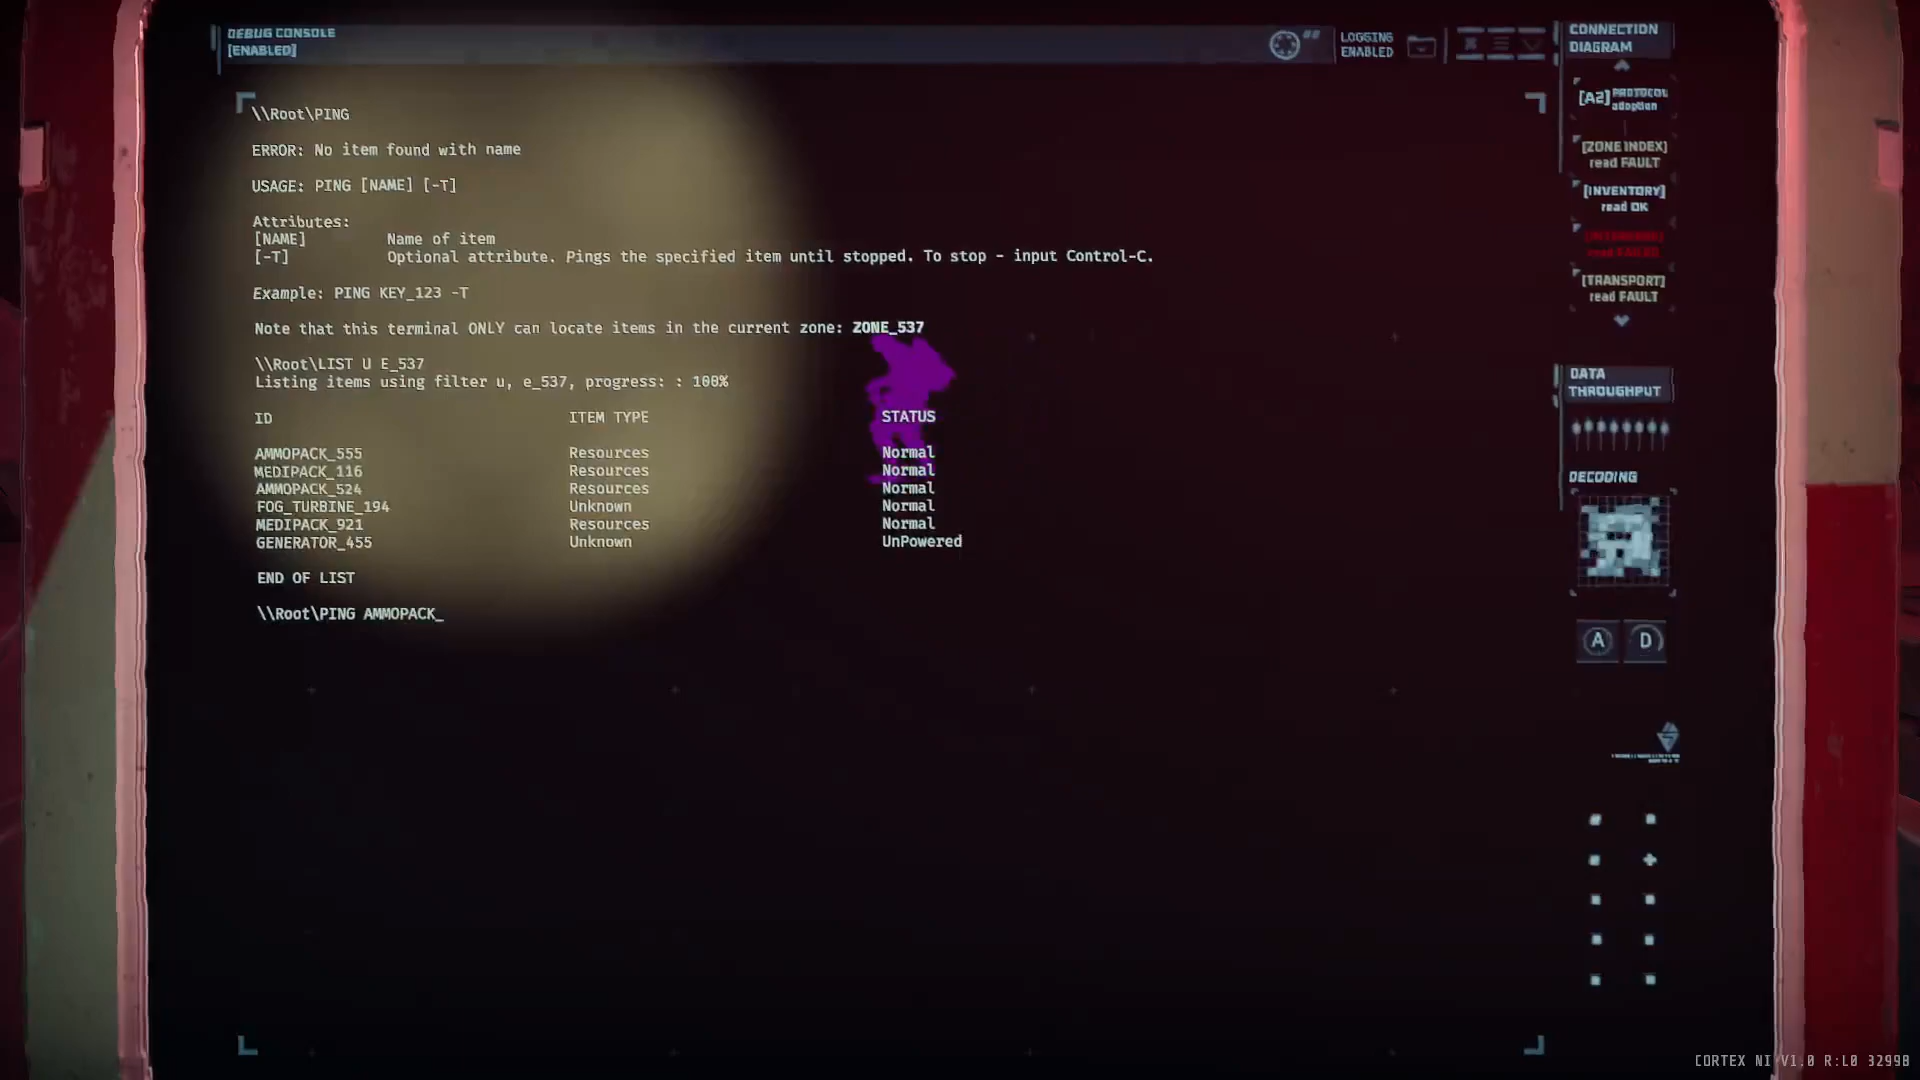 DEBUG CONSOLE
[ENABLED]
LOGGING
ENABLED
\\Root\PING
ERROR: No item found with name
USAGE: PING [NAME] [-T]
Attributes:
[NAME] Name of item
[-T] Optional attribute. Pings the specified item until stopped. To stop - input Control-C.
Example: PING KEY_123 -T
Note that this terminal ONLY can locate items in the current zone: ZONE_537
\\Root\LIST U E_537
Listing items using filter u, e_537, progress: : 100%
ID ITEM TYPE STATUS
AMMOPACK_555 Resources Normal
MEDIPACK_116 Resources Normal
AMMOPACK_524 Resources Normal
FOG_TURBINE_194 Unknown Normal
MEDIPACK_921 Resources Normal
GENERATOR_455 Unknown UnPowered
END OF LIST
\\Root\PING AMMOPACK_
CONNECTION
DIAGRAM
[A2] PROTOCOL
adoption
[ZONE INDEX]
read FAULT
[INVENTORY]
read OK
read FAILED
[TRANSPORT]
read FAULT
DATA
THROUGHPUT
DECODING
A D
CORTEX NI V1.0 R:L0 32998